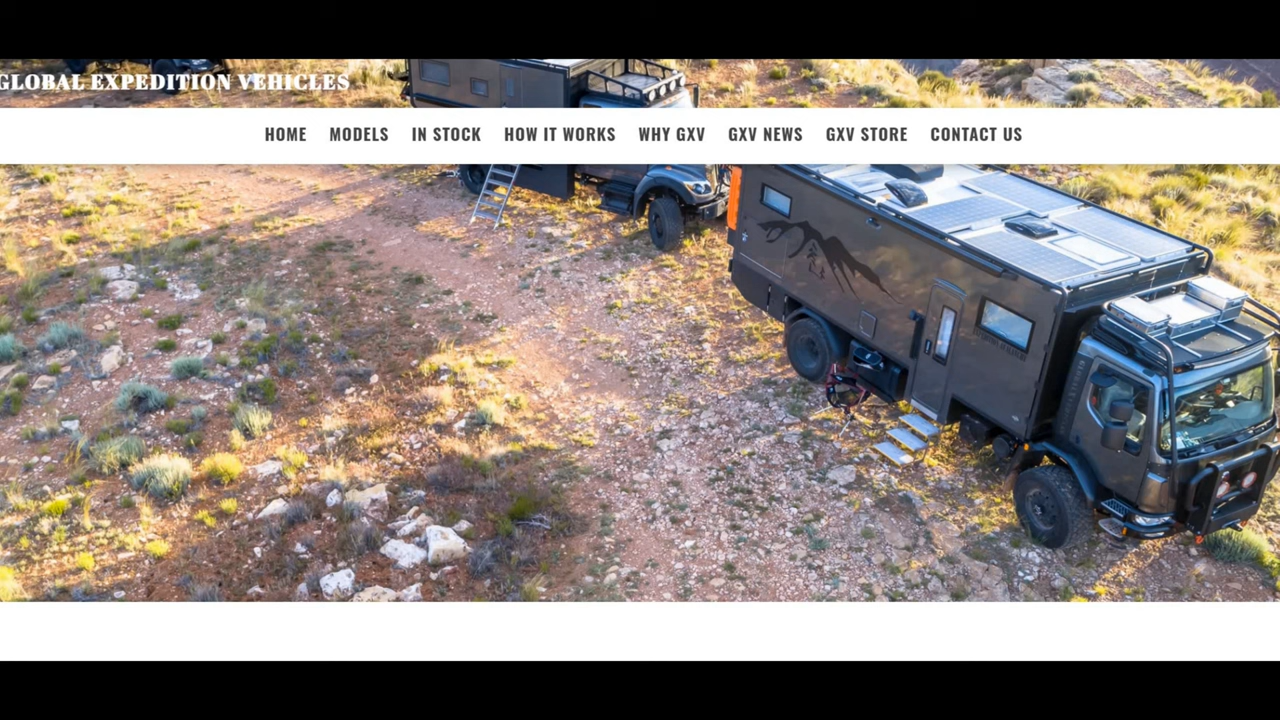 GLOBAL EXPEDITION VEHICLES
HOME MODELS IN STOCK HOW IT WORKS WHY GXV GXV NEWS GXV STORE CONTACT US